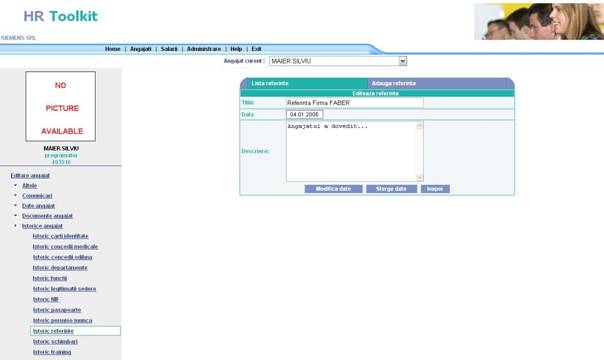 HR Toolkit
SIEMENS SRL
Home | Angajati | Salarii | Administrare | Help | Exit
Angajat curent : MAIER SILVIU
NO
PICTURE
AVAILABLE
MAIER SILVIU
programator
493546
Lista referinte Adauga referinta
Editeaza referinta
Titlu: Referinta Firma FABER
Data 04.01.2006
Descriere: Angajatul a dovedit...
Modifica date Sterge date Inapoi
Editare angajat
Altele
Comunicari
Date angajat
Documente angajat
Istorice angajat
Istoric carti identitate
Istoric concedii medicale
Istoric concedii odihna
Istoric departamente
Istoric functii
Istoric legitimatii sedere
Istoric NIF
Istoric pasapoarte
Istoric permise munca
Istoric referinte
Istoric schimbari
Istoric training